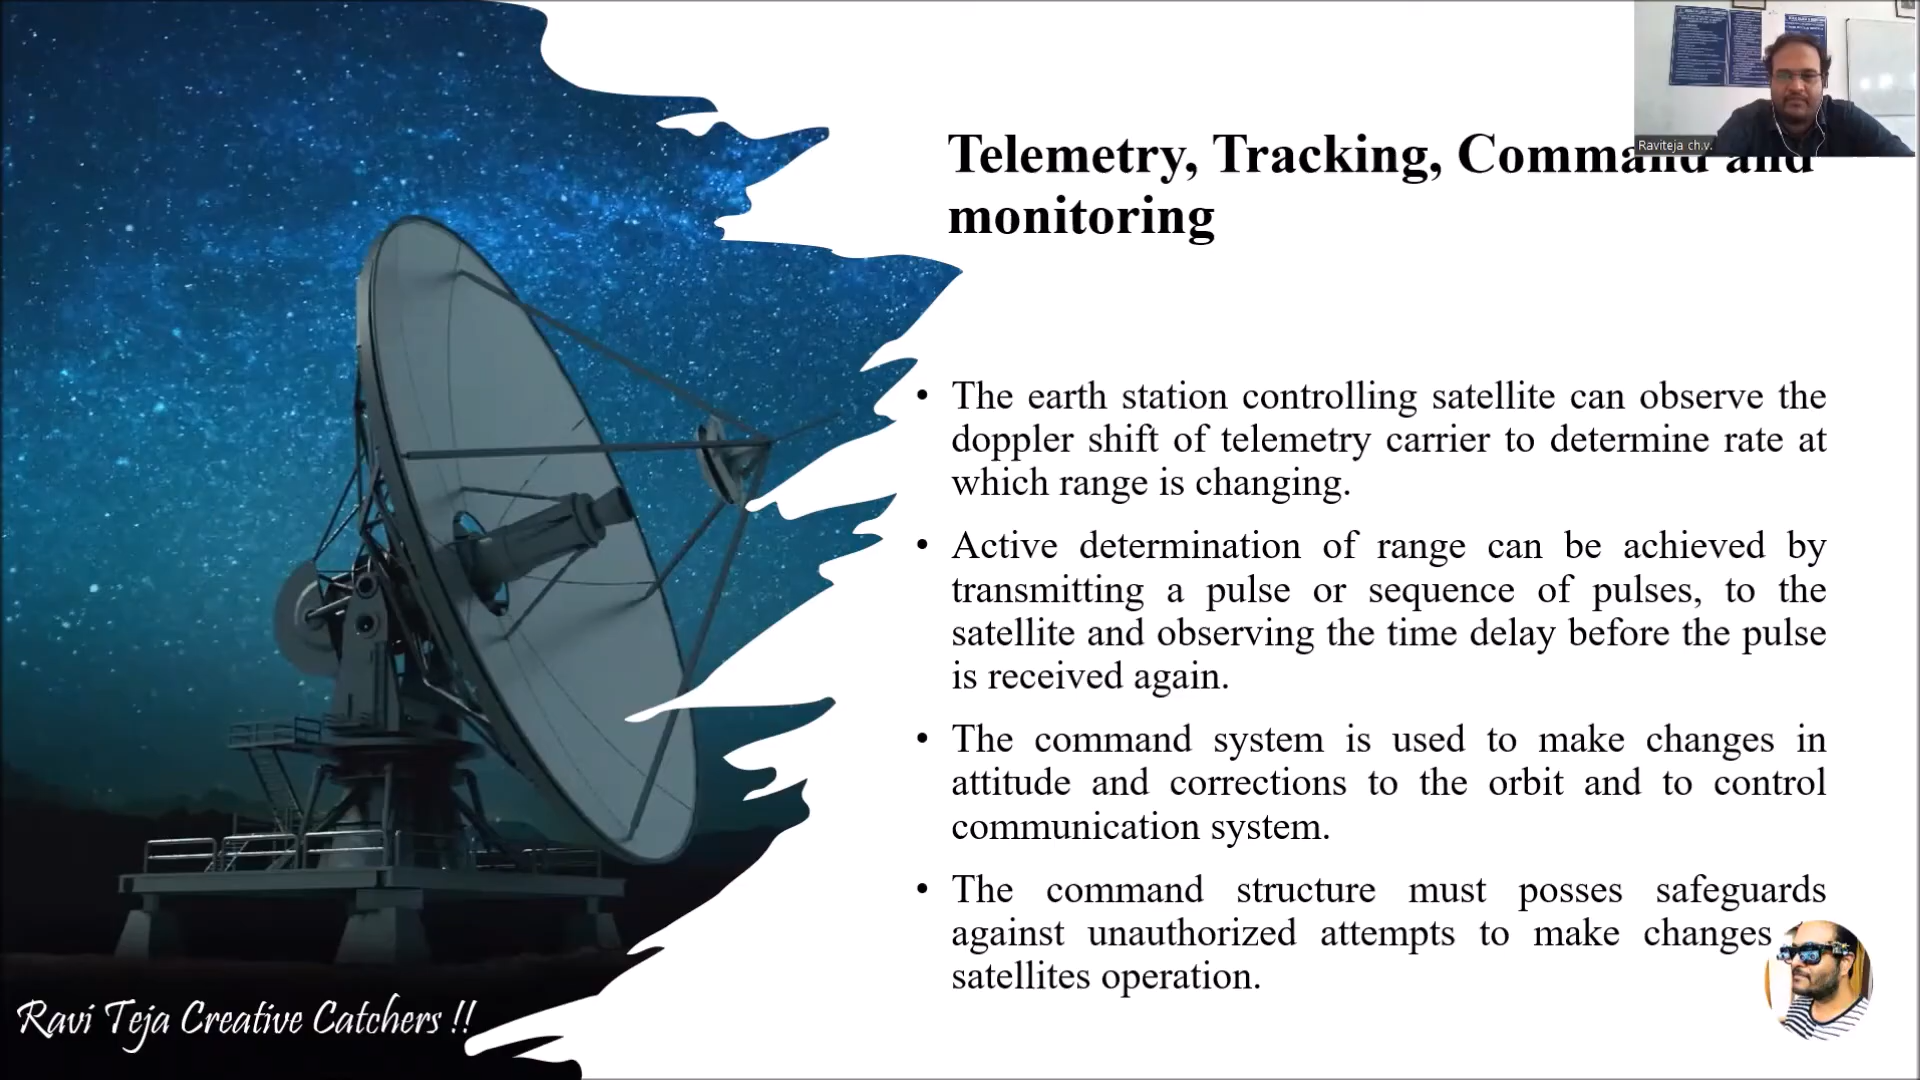 Raviteja ch.v.
Telemetry, Tracking, Command and
monitoring
• The earth station controlling satellite can observe the
doppler shift of telemetry carrier to determine rate at
which range is changing.
• Active determination of range can be achieved by
transmitting a pulse or sequence of pulses, to the
satellite and observing the time delay before the pulse
is received again.
• The command system is used to make changes in
attitude and corrections to the orbit and to control
communication system.
• The command structure must posses safeguards
against unauthorized attempts to make changes
satellites operation.
Ravi Teja Creative Catchers !!